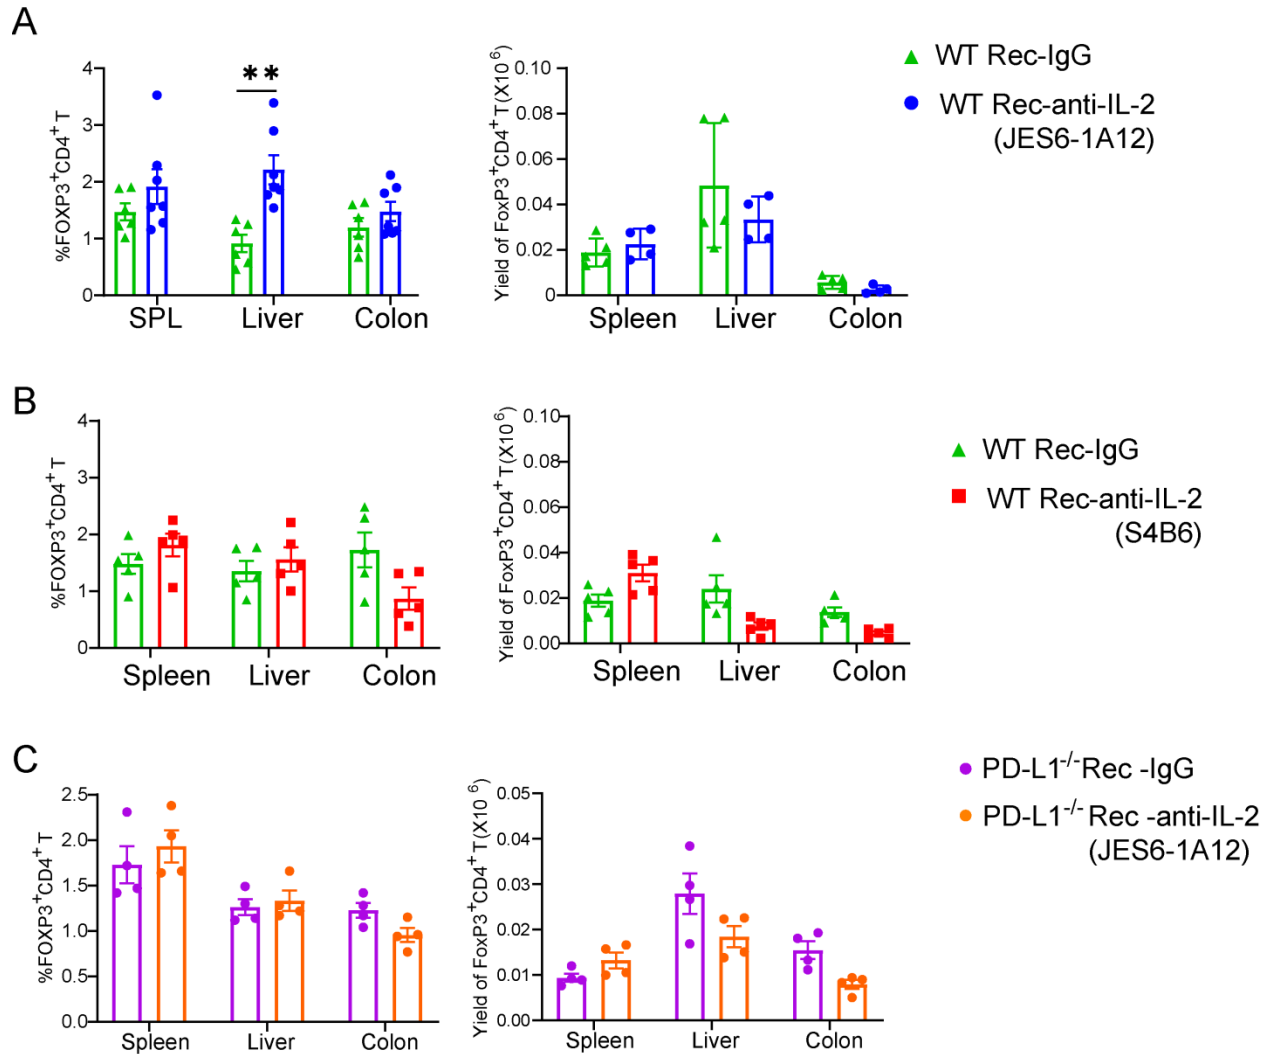 A
%FOXP3⁺CD4⁺ T
4
3
2
1
0
**
SPL Liver Colon
Yield of FoxP3⁺CD4⁺T(X10⁶)
0.10
0.08
0.06
0.04
0.02
0
Spleen Liver Colon
WT Rec-IgG
WT Rec-anti-IL-2
(JES6-1A12)
B
%FOXP3⁺CD4⁺ T
4
3
2
1
0
Spleen Liver Colon
Yield of FoxP3⁺CD4⁺T(X10⁶)
0.10
0.08
0.06
0.04
0.02
0.00
Spleen Liver Colon
WT Rec-IgG
WT Rec-anti-IL-2
(S4B6)
C
%FOXP3⁺CD4⁺ T
2.5
2.0
1.5
1.0
0.5
0.0
Spleen Liver Colon
Yield of FoxP3⁺CD4⁺T(X10⁶)
0.05
0.04
0.03
0.02
0.01
0.00
Spleen Liver Colon
PD-L1⁻/⁻Rec -IgG
PD-L1⁻/⁻ Rec -anti-IL-2
(JES6-1A12)